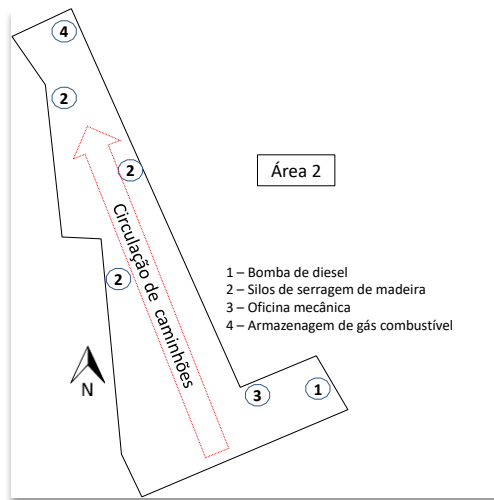 4
2
2
Área 2
Circulação de caminhões
2
1 – Bomba de diesel
2 – Silos de serragem de madeira
3 – Oficina mecânica
4 – Armazenagem de gás combustível
N
3
1